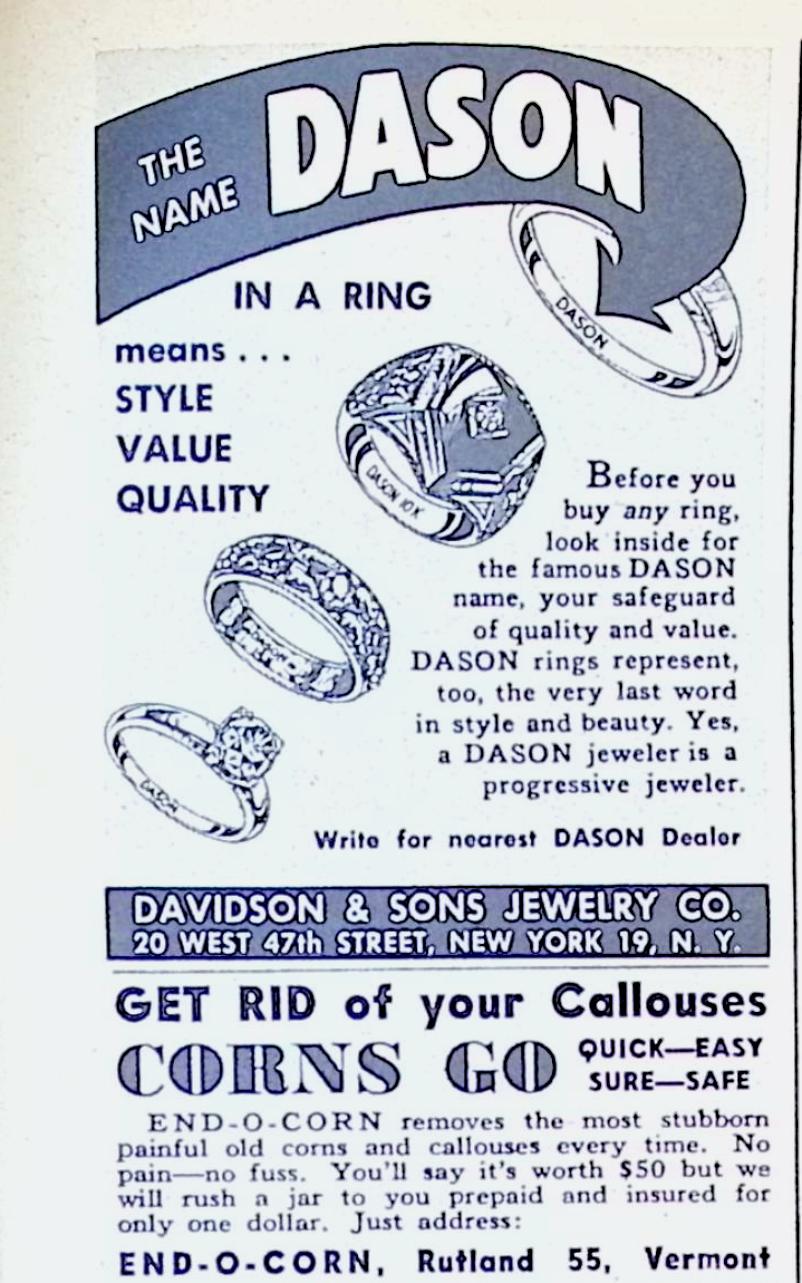 THE
NAME
DASON
IN A RING
DASON
means . . .
STYLE
VALUE
QUALITY
DASON 10K
Before you
buy any ring,
look inside for
the famous DASON
name, your safeguard
of quality and value.
DASON rings represent,
too, the very last word
in style and beauty. Yes,
a DASON jeweler is a
progressive jeweler.
DASON
Write for nearest DASON Dealer
DAVIDSON & SONS JEWELRY CO.
20 WEST 47th STREET, NEW YORK 19, N. Y.
GET RID of your Callouses
CORNS GO
QUICK—EASY
SURE—SAFE
END-O-CORN removes the most stubborn
painful old corns and callouses every time. No
pain—no fuss. You'll say it's worth $50 but we
will rush a jar to you prepaid and insured for
only one dollar. Just address:
END-O-CORN, Rutland 55, Vermont